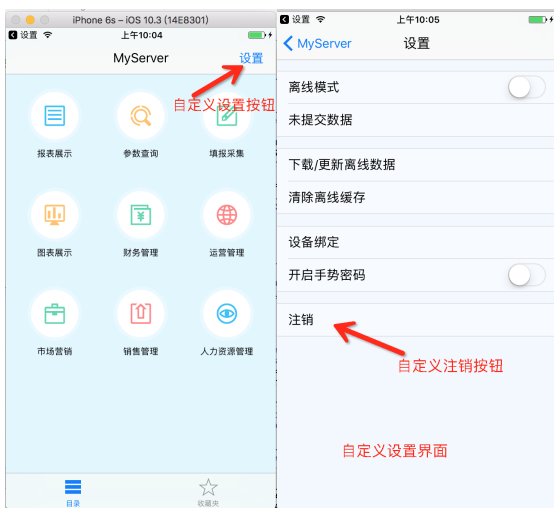 iPhone 6s – iOS 10.3 (14E8301)
设置
上午10:04
MyServer
设置
自定义设置按钮
报表展示
参数查询
填报采集
图表展示
财务管理
运营管理
市场营销
销售管理
人力资源管理
目录
收藏夹
设置
上午10:05
MyServer
设置
离线模式
未提交数据
下载/更新离线数据
清除离线缓存
设备绑定
开启手势密码
注销
自定义注销按钮
自定义设置界面